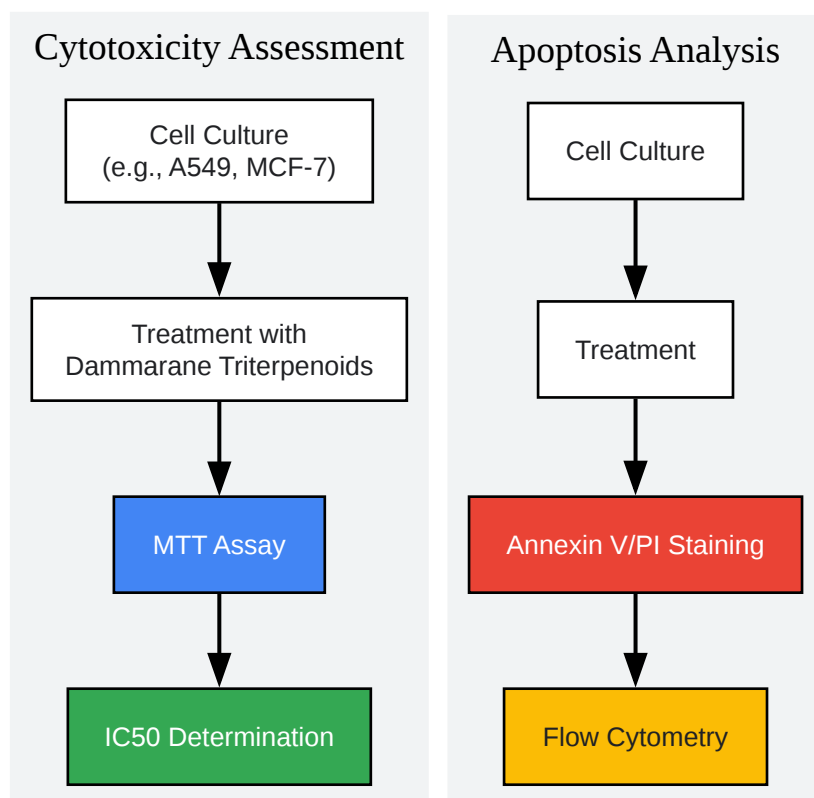 Cytotoxicity Assessment
Cell Culture
(e.g., A549, MCF-7)
Treatment with
Dammarane Triterpenoids
MTT Assay
IC50 Determination
Apoptosis Analysis
Cell Culture
Treatment
Annexin V/PI Staining
Flow Cytometry